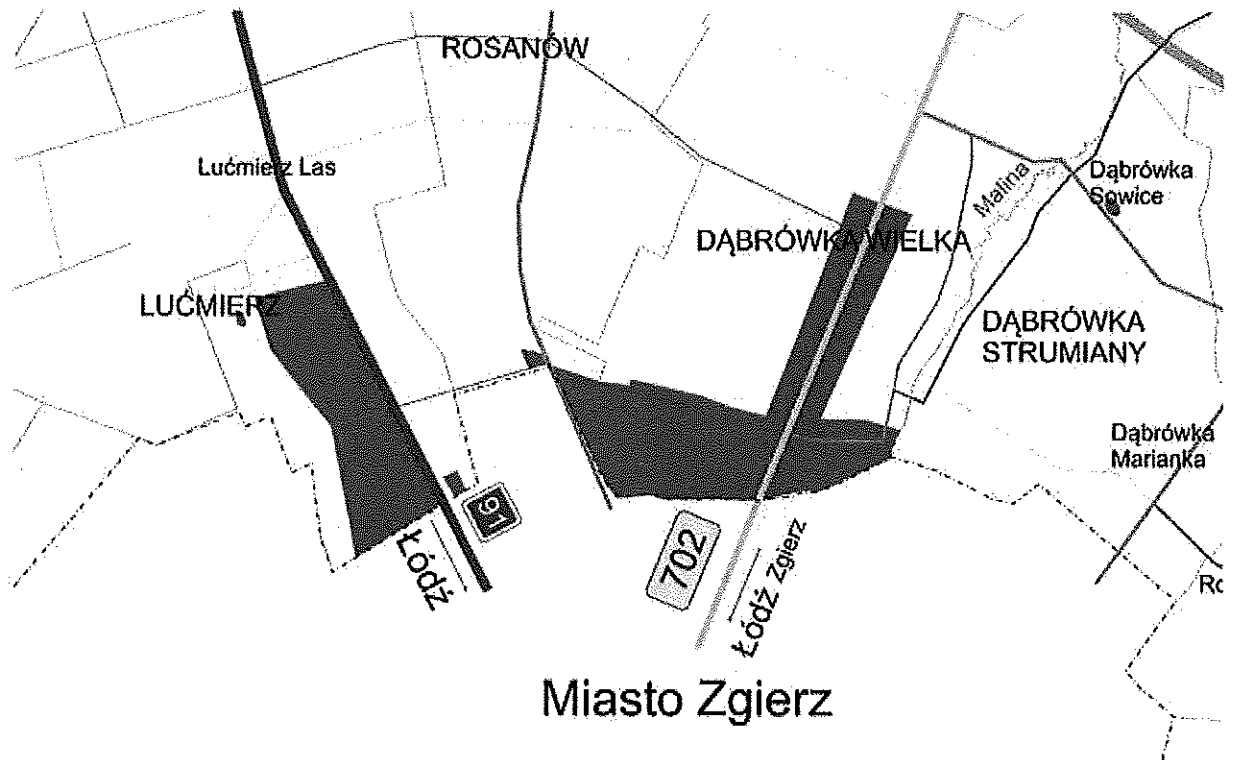 ROSANÓW
Lućmierz Las
Malina
Dąbrówka
Sowice
DĄBRÓWKA WIELKA
LUĆMIERZ
DĄBRÓWKA
STRUMIANY
Dąbrówka
Marianka
91
Łódź
702
Łódź Zgierz
Miasto Zgierz